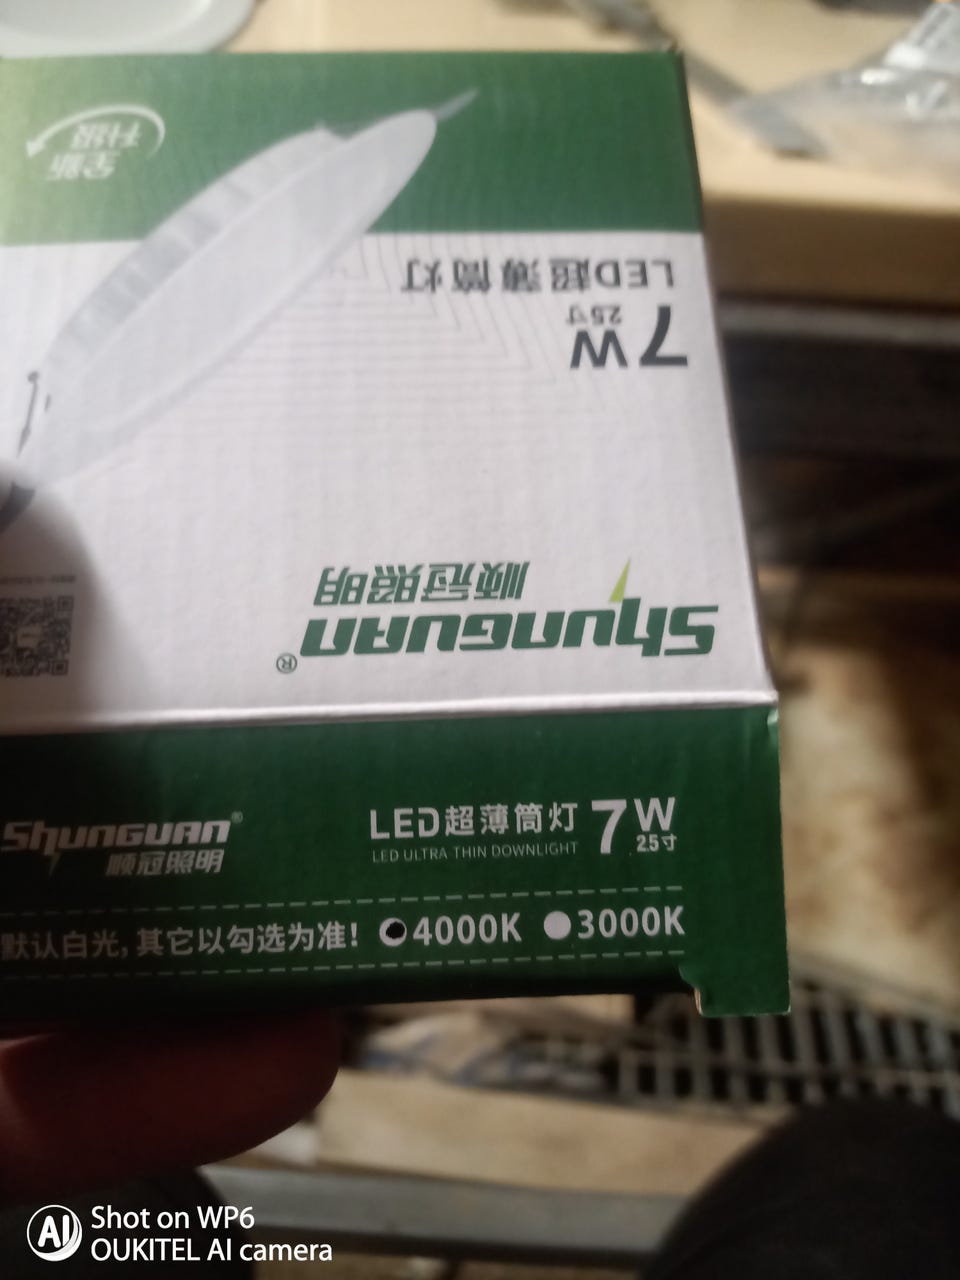 全新
升级
LED超薄筒灯
7W
2.5寸
顺冠照明
ShunGUAN®
ShunGUAN®
顺冠照明
LED超薄筒灯 7W
LED ULTRA THIN DOWNLIGHT 2.5寸
默认白光,其它以勾选为准! 4000K 3000K
AI Shot on WP6
OUKITEL AI camera